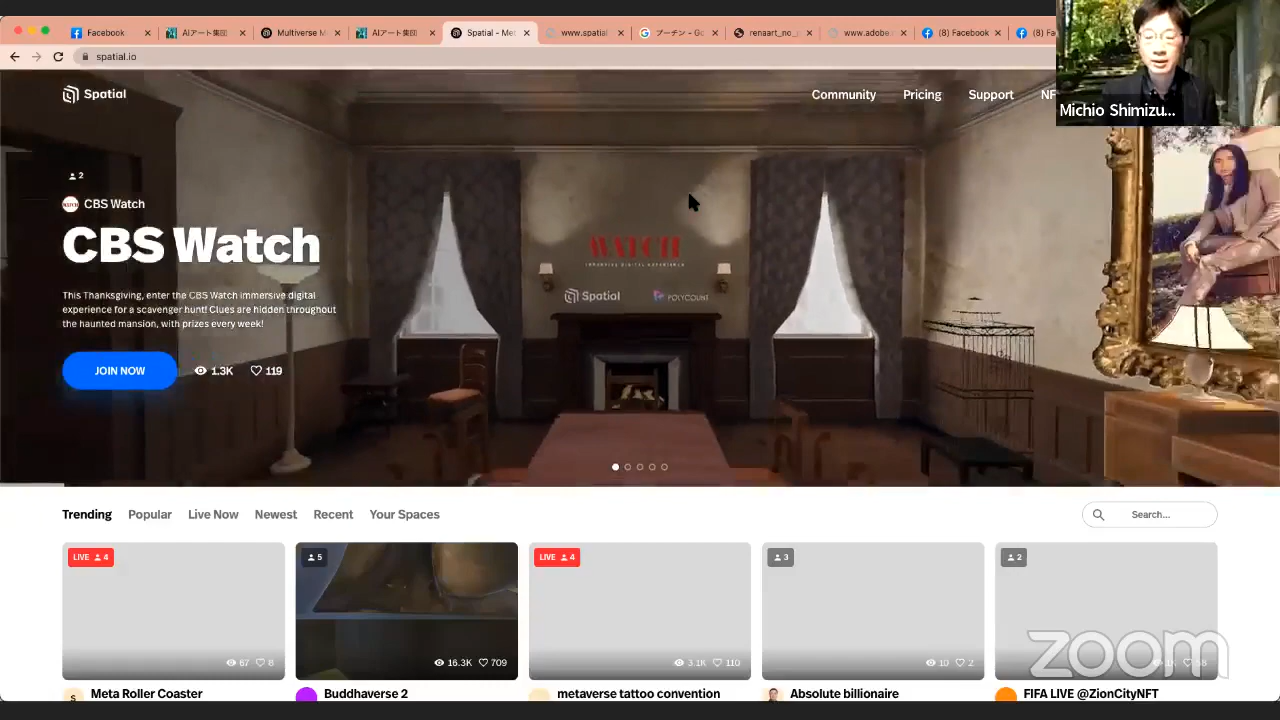 Facebook
AIアート集団
Multiverse M
AIアート集団
Spatial - Met
www.spatial
プーチン - Go
renaart_no_
www.adobe
(8) Facebook
(8) Fa
spatial.io
Spatial
Community
Pricing
Support
NF
Michio Shimizu...
2
CBS Watch
CBS Watch
This Thanksgiving, enter the CBS Watch immersive digital
experience for a scavenger hunt! Clues are hidden throughout
the haunted mansion, with prizes every week!
JOIN NOW
1.3K
119
WATCH
IMMERSIVE DIGITAL EXPERIENCE
Spatial
POLYCOUNT
Trending
Popular
Live Now
Newest
Recent
Your Spaces
Search...
LIVE 4
5
LIVE 4
3
2
67 8
16.3K 709
3.1K 110
10 2
zoom
S
Meta Roller Coaster
Buddhaverse 2
metaverse tattoo convention
Absolute billionaire
FIFA LIVE @ZionCityNFT